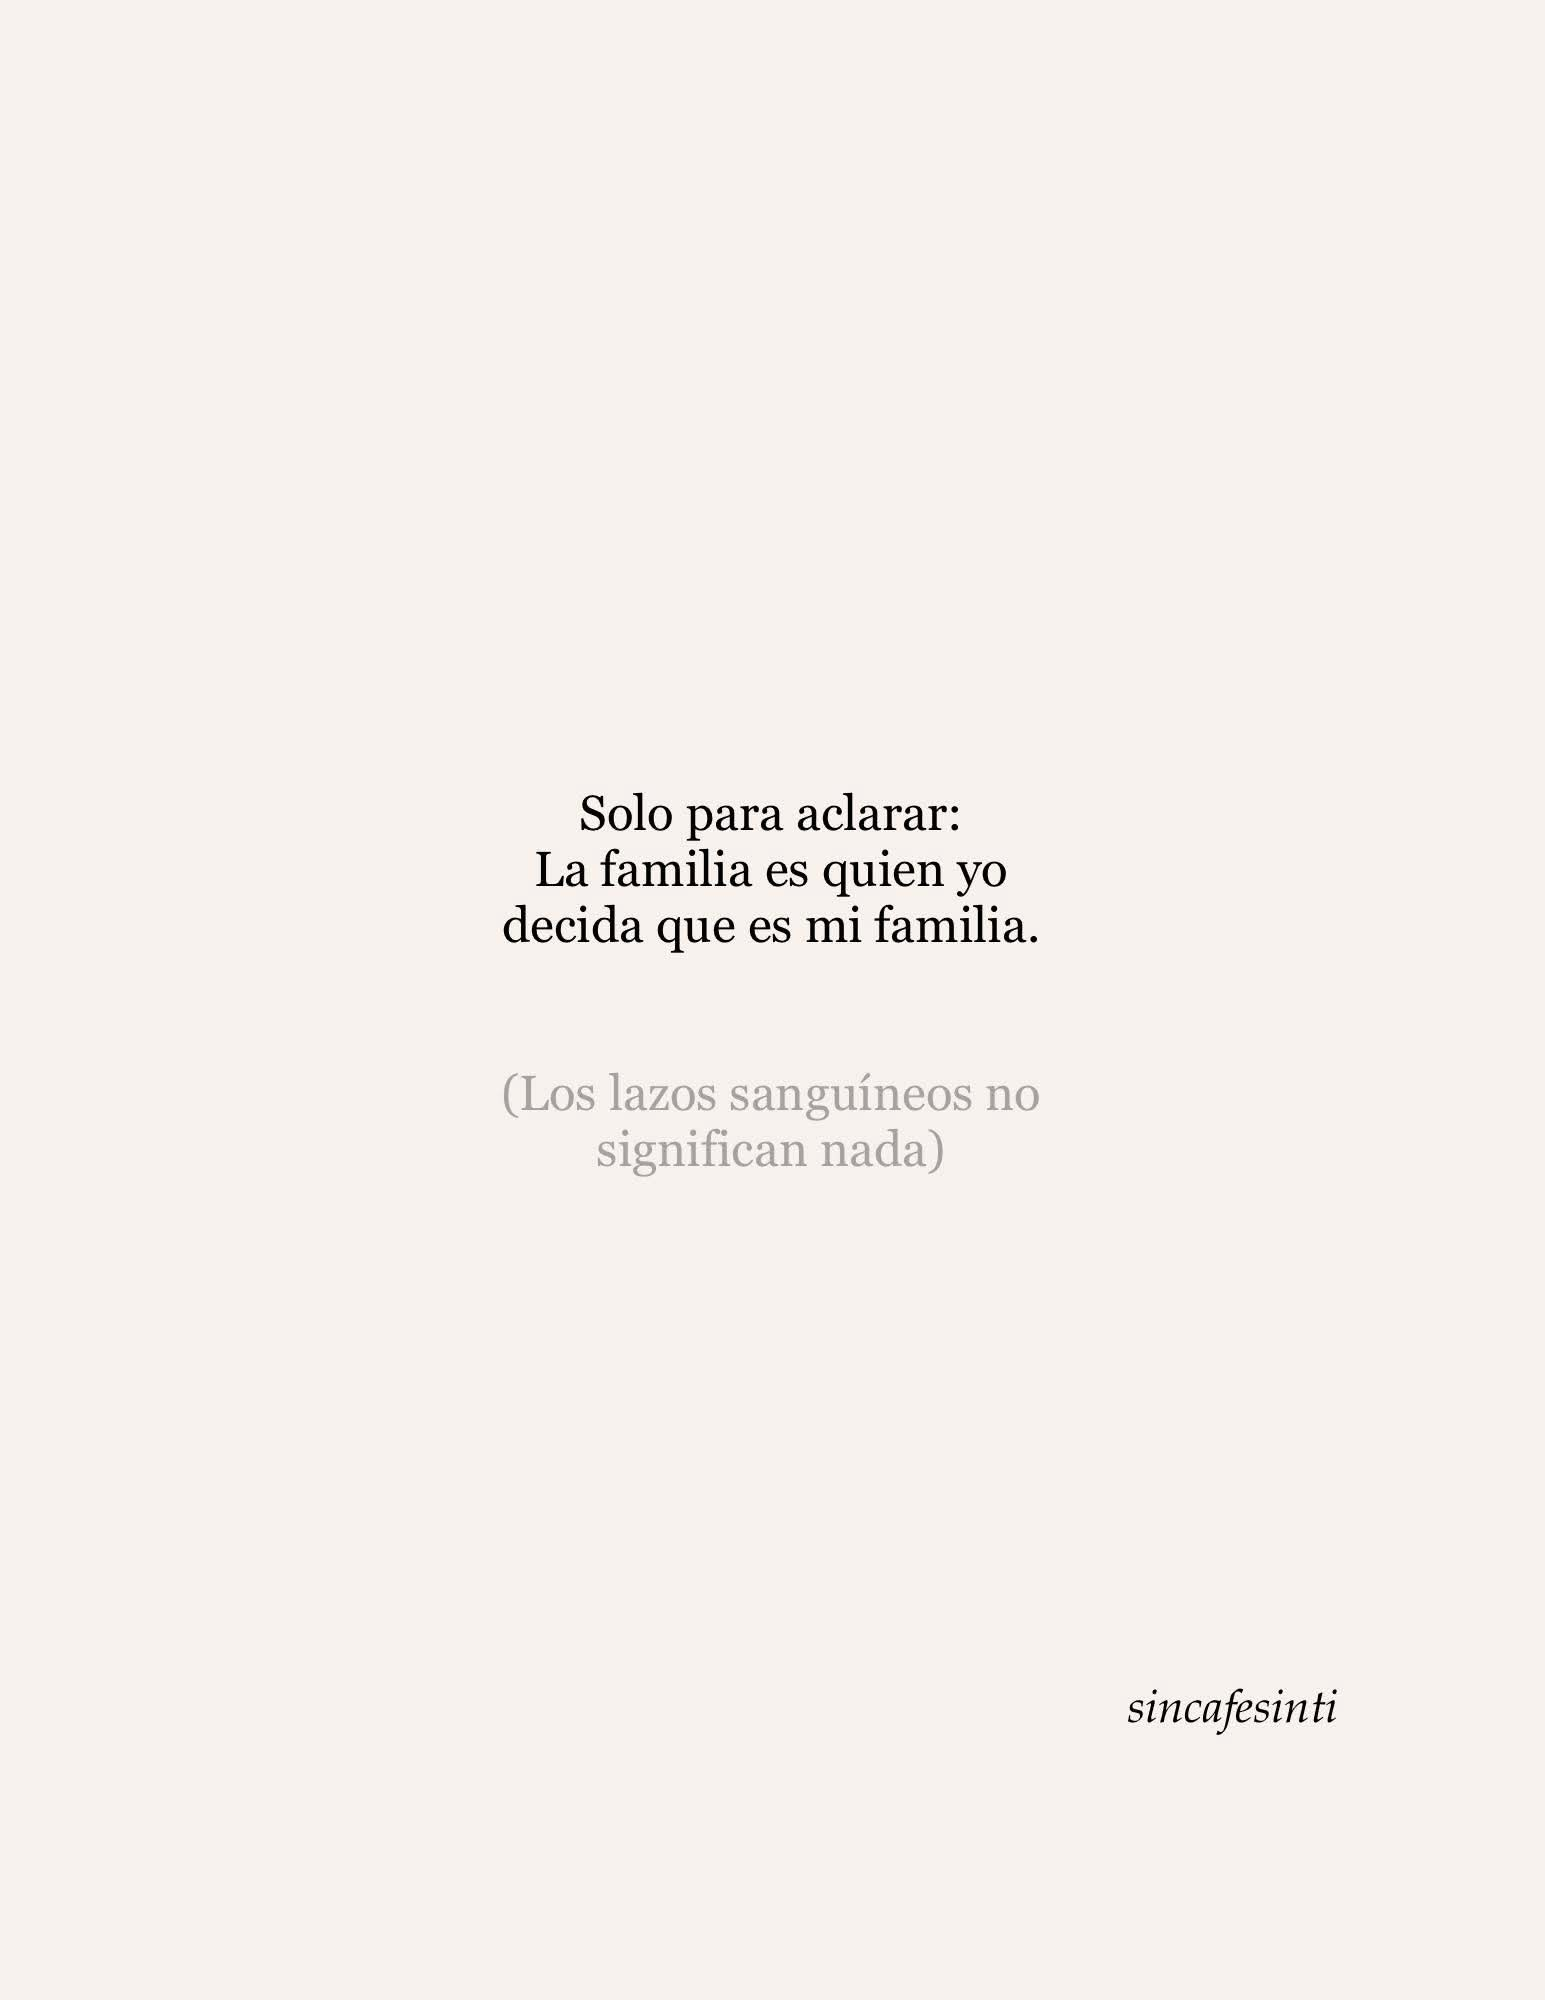 Solo para aclarar:
La familia es quien yo
decida que es mi familia.
(Los lazos sanguíneos no
significan nada)
sincafesinti